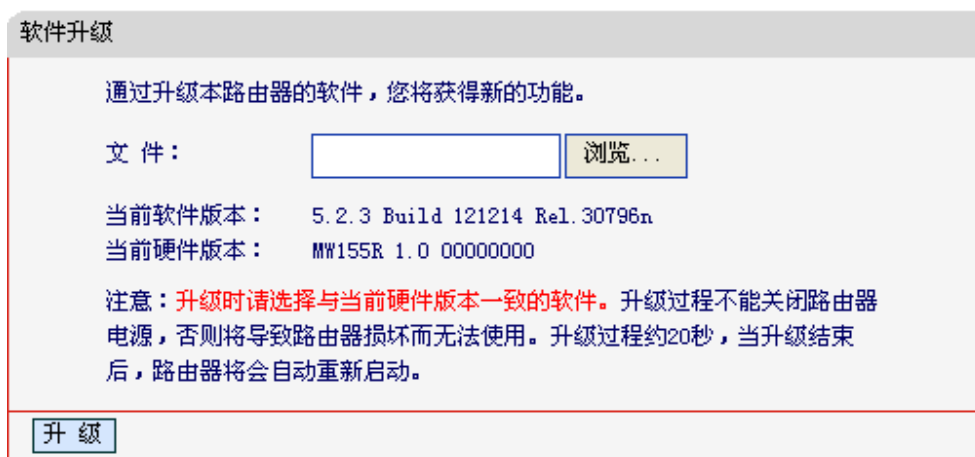 软件升级
通过升级本路由器的软件，您将获得新的功能。
文 件： 浏览...
当前软件版本： 5.2.3 Build 121214 Rel.30796n
当前硬件版本： MW155R 1.0 00000000
注意：升级时请选择与当前硬件版本一致的软件。升级过程不能关闭路由器
电源，否则将导致路由器损坏而无法使用。升级过程约20秒，当升级结束
后，路由器将会自动重新启动。
升 级